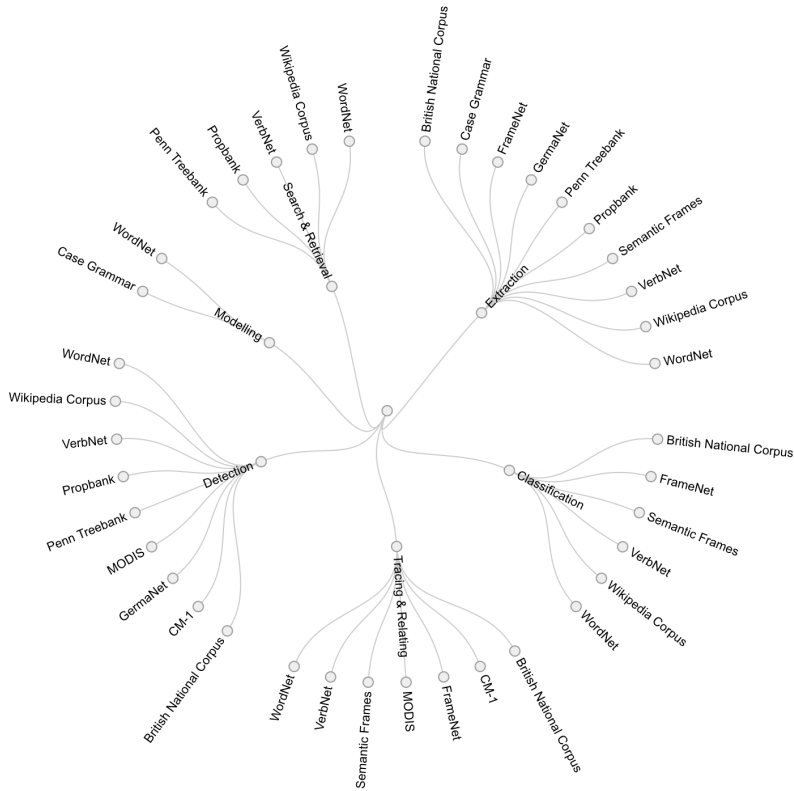 Extraction
British National Corpus
Case Grammar
FrameNet
GermaNet
Penn Treebank
Propbank
Semantic Frames
VerbNet
Wikipedia Corpus
WordNet
Classification
British National Corpus
FrameNet
Semantic Frames
VerbNet
Wikipedia Corpus
WordNet
Tracing & Relating
British National Corpus
CM-1
FrameNet
MODIS
Semantic Frames
VerbNet
WordNet
Detection
British National Corpus
CM-1
GermaNet
MODIS
Penn Treebank
Propbank
VerbNet
Wikipedia Corpus
WordNet
Modelling
Case Grammar
WordNet
Search & Retrieval
Penn Treebank
Propbank
VerbNet
Wikipedia Corpus
WordNet